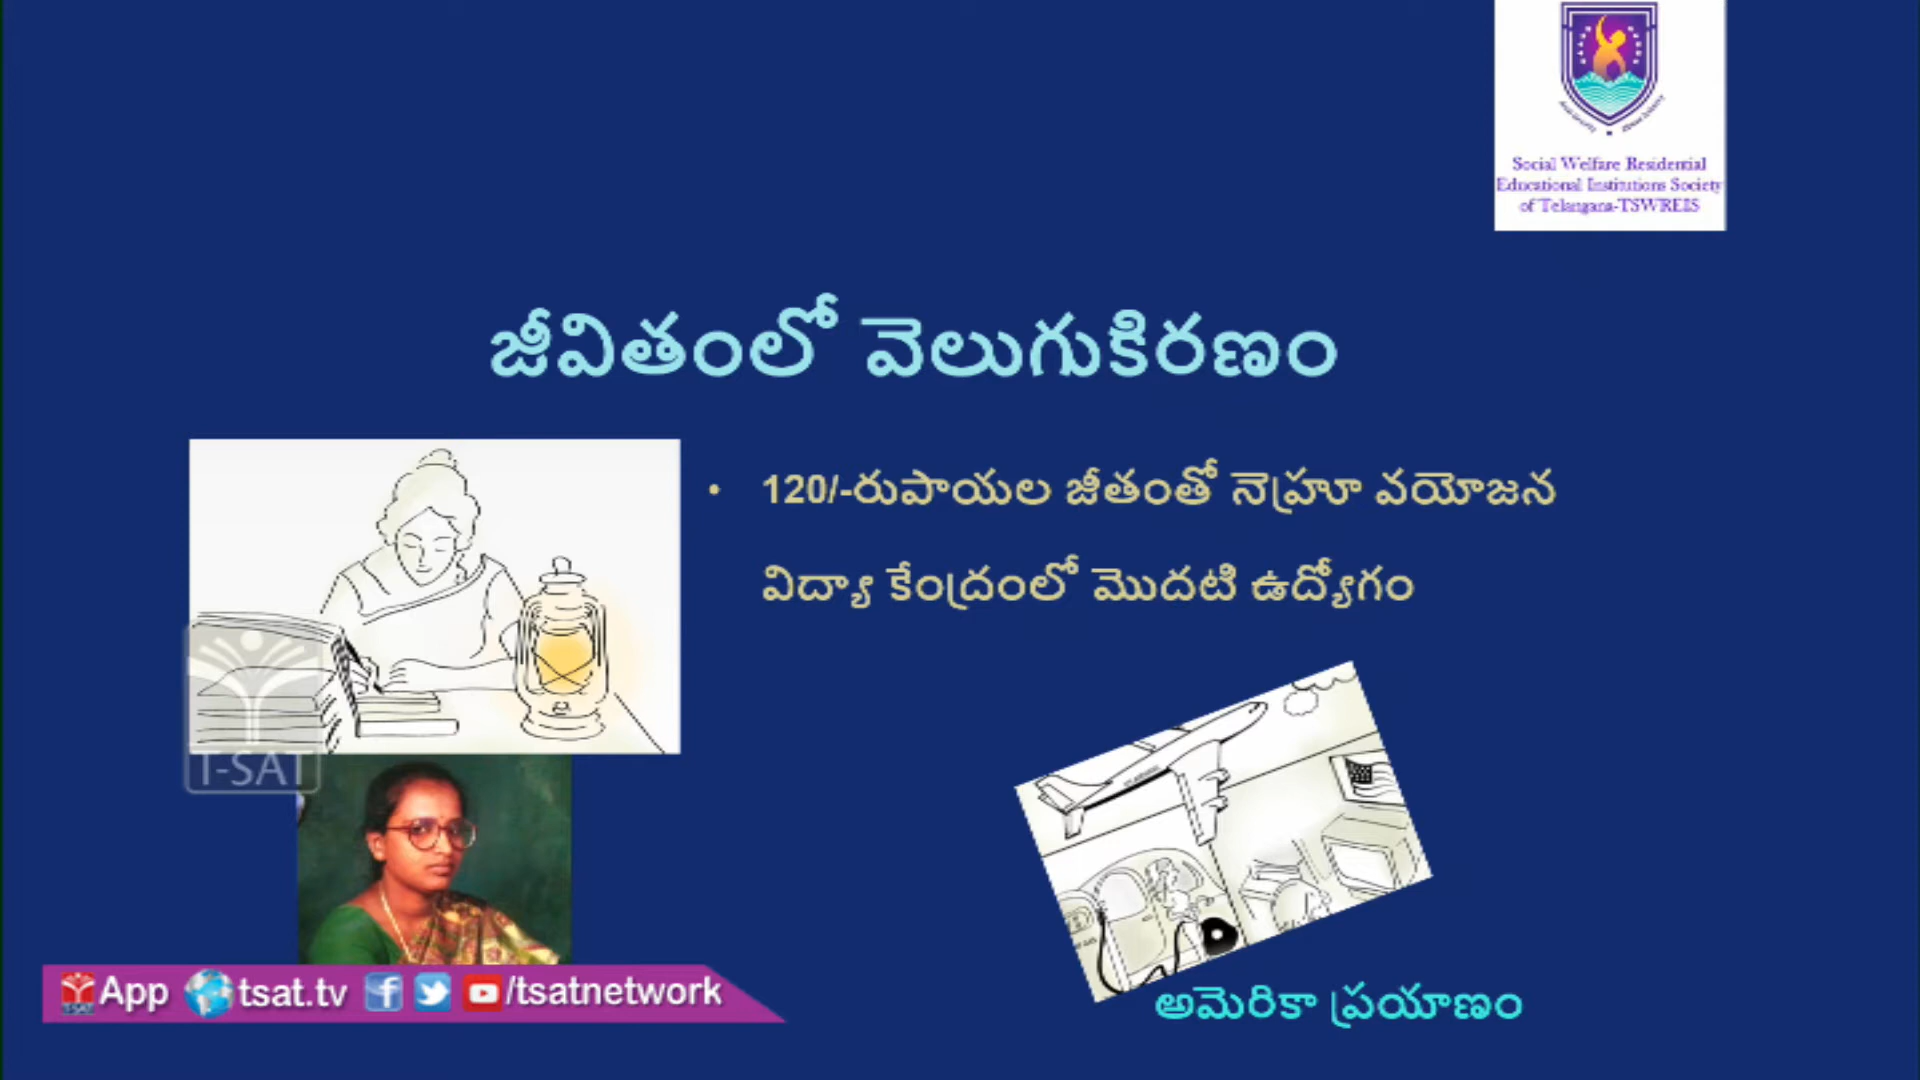 Social Welfare Residential
Educational Institutions Society
of Telangana-TSWREIS
జీవితంలో వెలుగుకిరణం
• 120/-రుపాయల జీతంతో నెహ్రూ వయోజన
విద్యా కేంద్రంలో మొదటి ఉద్యోగం
T-SAT
అమెరికా ప్రయాణం
App tsat.tv /tsatnetwork